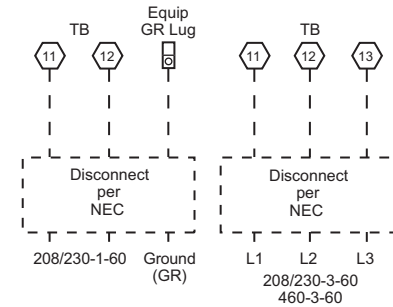 Equip
TB GR Lug TB
11 12 11 12 13
Disconnect
per
NEC
Disconnect
per
NEC
208/230-1-60 Ground
(GR)
L1 L2 L3
208/230-3-60
460-3-60